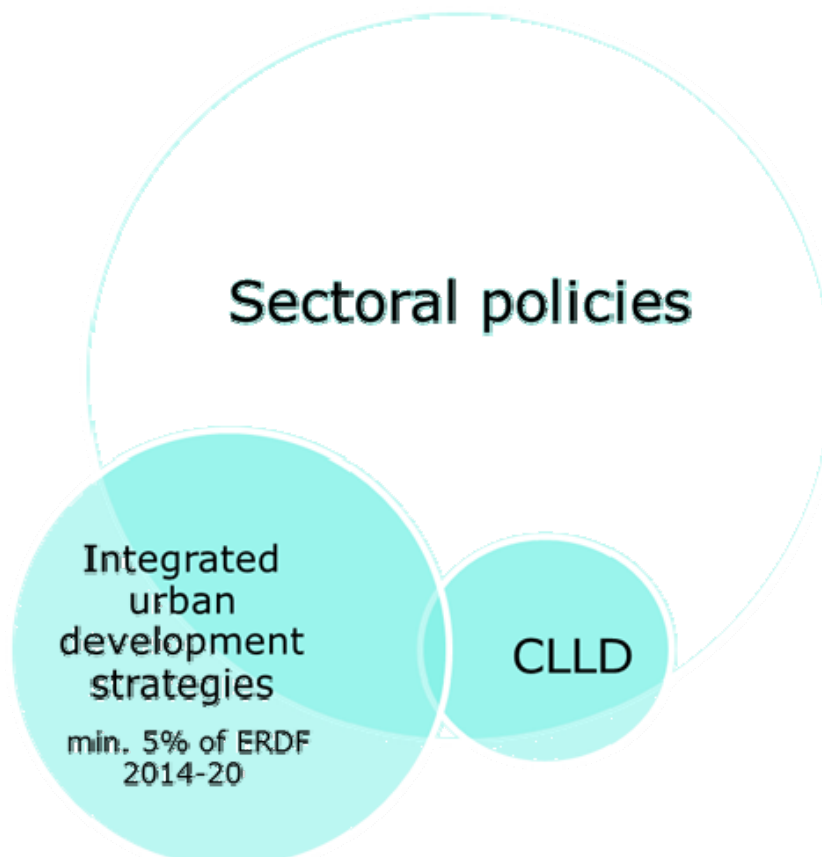 Sectoral policies
Integrated
urban
development
strategies
min. 5% of ERDF
2014-20
CLLD